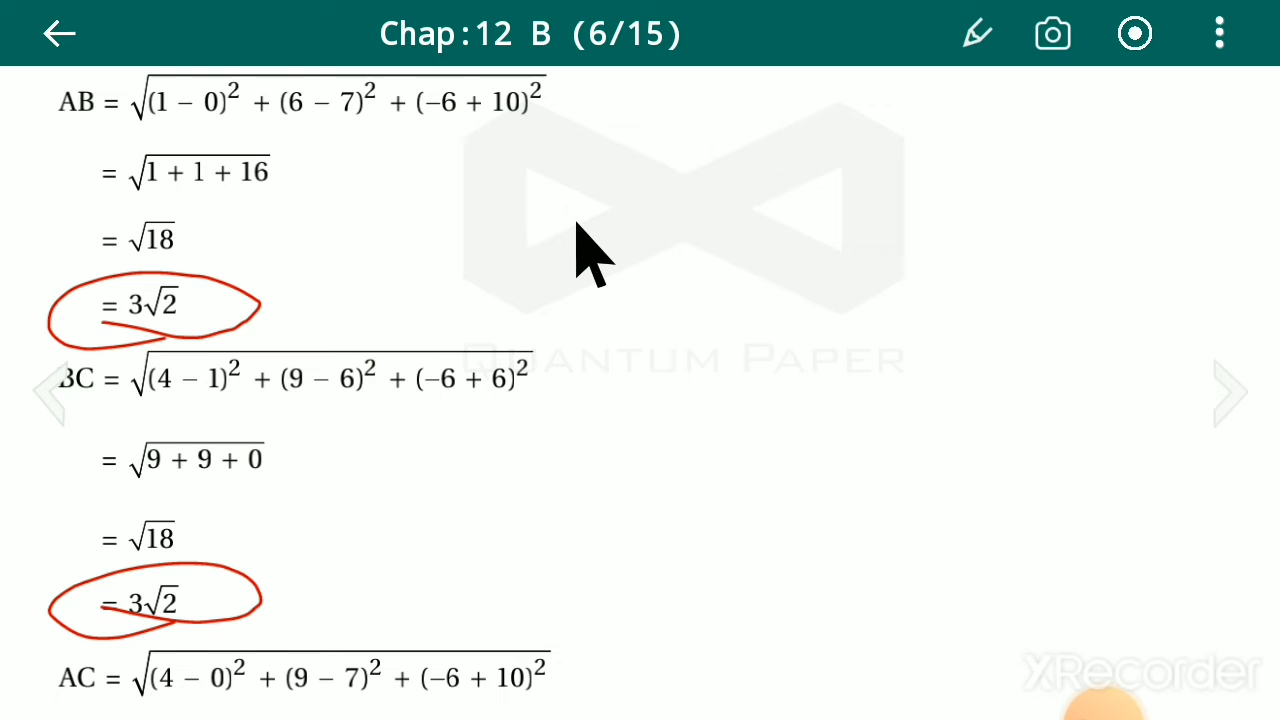 Chap:12 B (6/15)
AB = √((1 − 0)² + (6 − 7)² + (−6 + 10)²)
= √(1 + 1 + 16)
= √18
= 3√2
QUANTUM PAPER
BC = √((4 − 1)² + (9 − 6)² + (−6 + 6)²)
= √(9 + 9 + 0)
= √18
= 3√2
AC = √((4 − 0)² + (9 − 7)² + (−6 + 10)²)
XRecorder